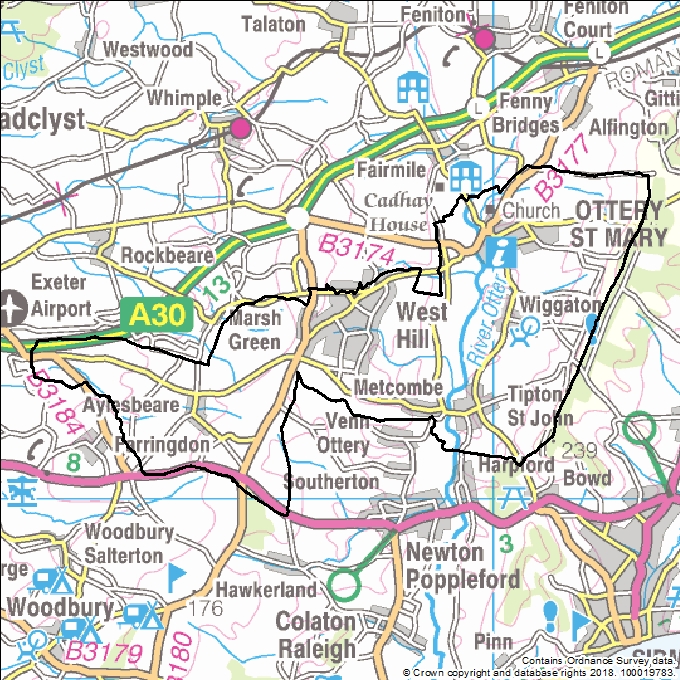 Talaton
Feniton
Feniton
Court
Westwood
Clyst
ROMAN
Whimple
L
L
Fenny
Bridges
Gitti
adclyst
Alfington
Fairmile
B3177
Cadhay
House
Church
OTTERY
ST MARY
B3174
Rockbeare
Exeter
Airport
13
A30
Marsh
Green
West
Hill
River Otter
Wiggaton
B3184
Metcombe
Aylesbeare
Tipton
St John
Venn
Ottery
Farringdon
239
8
Southerton
Harpford
Bowd
Woodbury
Salterton
3
Newton
Poppleford
rge
Hawkerland
Woodbury
176
Colaton
Raleigh
B3179
B3180
Pinn
SIDM
Contains Ordnance Survey data.
© Crown copyright and database rights 2018. 100019783.